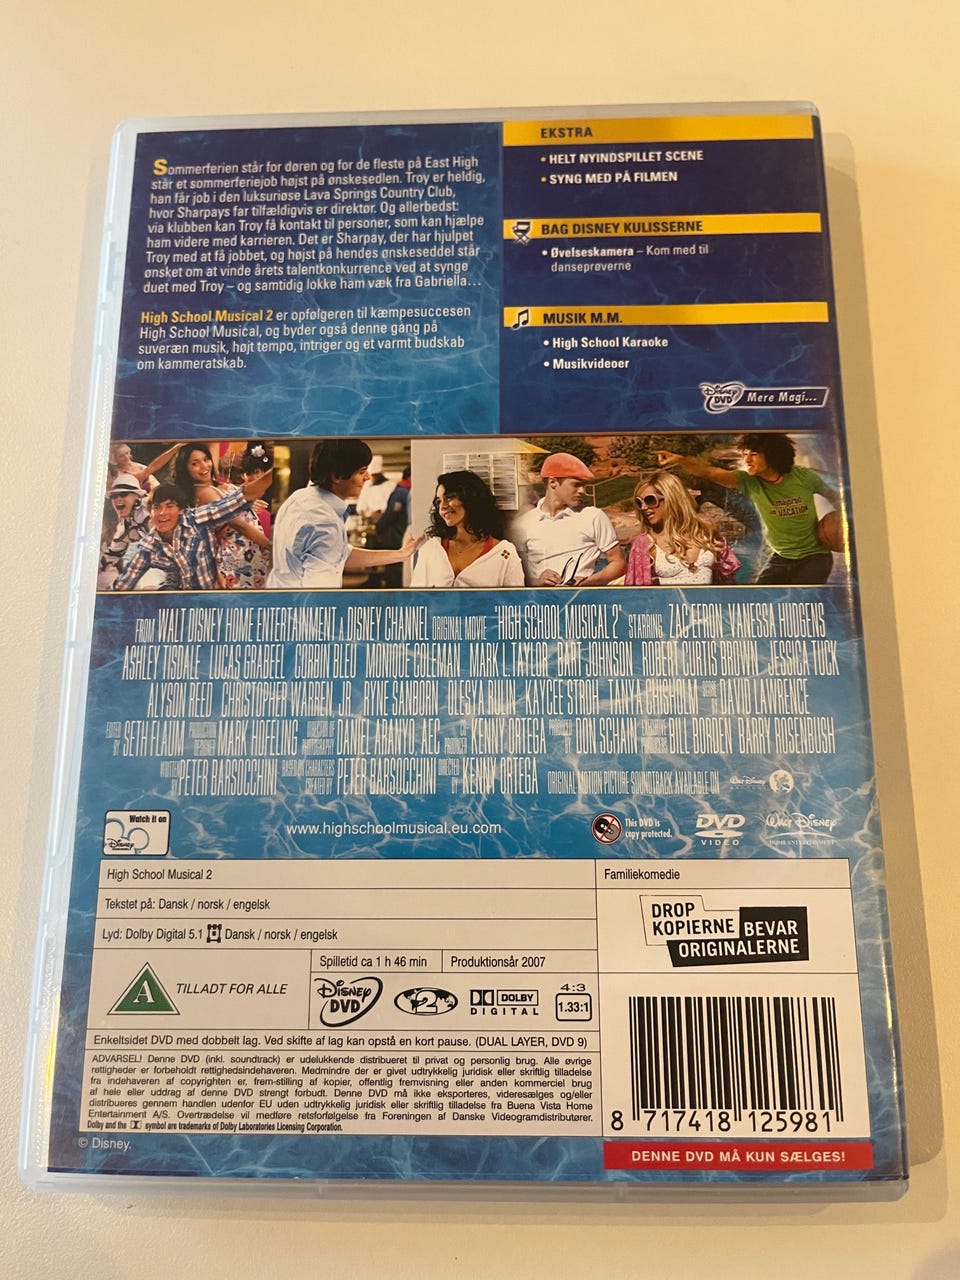 Sommerferien står for døren og for de fleste på East High
står et sommerferiejob højst på ønskesedlen. Troy er heldig,
han får job i den luksuriøse Lava Springs Country Club,
hvor Sharpays far tilfældigvis er direktør. Og allerbedst:
via klubben kan Troy få kontakt til personer, som kan hjælpe
ham videre med karrieren. Det er Sharpay, der har hjulpet
Troy med at få jobbet, og højst på hendes ønskeseddel står
ønsket om at vinde årets talentkonkurrence ved at synge
duet med Troy – og samtidig lokke ham væk fra Gabriella...
High School Musical 2 er opfølgeren til kæmpesuccesen
High School Musical, og byder også denne gang på
suveræn musik, højt tempo, intriger og et varmt budskab
om kammeratskab.
EKSTRA
• HELT NYINDSPILLET SCENE
• SYNG MED PÅ FILMEN
BAG DISNEY KULISSERNE
• Øvelseskamera – Kom med til
danseprøverne
MUSIK M.M.
• High School Karaoke
• Musikvideoer
Disney DVD Mere Magi...
majored in VACATION
FROM WALT DISNEY HOME ENTERTAINMENT A DISNEY CHANNEL ORIGINAL MOVIE "HIGH SCHOOL MUSICAL 2" STARRING ZAC EFRON VANESSA HUDGENS
ASHLEY TISDALE LUCAS GRABEEL CORBIN BLEU MONIQUE COLEMAN MARK L. TAYLOR BART JOHNSON ROBERT CURTIS BROWN JESSICA TUCK
ALYSON REED CHRISTOPHER WARREN, JR. RYNE SANBORN OLESYA RULIN KAYCEE STROH TANYA CHISHOLM SCORE BY DAVID LAWRENCE
EDITED BY SETH FLAUM PRODUCTION DESIGNER MARK HOFELING DIRECTOR OF PHOTOGRAPHY DANIEL ARANYO, AEC CO PRODUCER KENNY ORTEGA PRODUCED BY DON SCHAIN EXECUTIVE PRODUCERS BILL BORDEN BARRY ROSENBUSH
WRITTEN BY PETER BARSOCCHINI BASED ON CHARACTERS CREATED BY PETER BARSOCCHINI DIRECTED BY KENNY ORTEGA ORIGINAL MOTION PICTURE SOUNDTRACK AVAILABLE ON WALT DISNEY
Watch it on
Disney
www.highschoolmusical.eu.com
This DVD is
copy protected.
DVD
VIDEO
Walt Disney
HOME ENTERTAINMENT
High School Musical 2
Familiekomedie
Tekstet på: Dansk / norsk / engelsk
Lyd: Dolby Digital 5.1 Dansk / norsk / engelsk
DROP
KOPIERNE BEVAR
ORIGINALERNE
A TILLADT FOR ALLE
Spilletid ca 1 h 46 min
Produktionsår 2007
Disney DVD
2
DOLBY
DIGITAL
4:3
1.33:1
Enkeltsidet DVD med dobbelt lag. Ved skifte af lag kan opstå en kort pause. (DUAL LAYER, DVD 9)
ADVARSEL! Denne DVD (inkl. soundtrack) er udelukkende distribueret til privat og personlig brug. Alle øvrige
rettigheder er forbeholdt rettighedsindehaveren. Medmindre der er givet udtrykkelig juridisk eller skriftlig tilladelse
fra indehaveren af copyrighten er, frem-stilling af kopier, offentlig fremvisning eller anden kommerciel brug
af hele eller uddrag af denne DVD strengt forbudt. Denne DVD må ikke eksporteres, videresælges og/eller
distribueres gennem handlen udenfor EU uden udtrykkelig juridisk eller skriftlig tilladelse fra Buena Vista Home
Entertainment A/S. Overtrædelse vil medføre retsforfølgelse fra Foreningen af Danske Videogramdistributører.
Dolby and the symbol are trademarks of Dolby Laboratories Licensing Corporation.
© Disney.
8 717418 125981
DENNE DVD MÅ KUN SÆLGES!